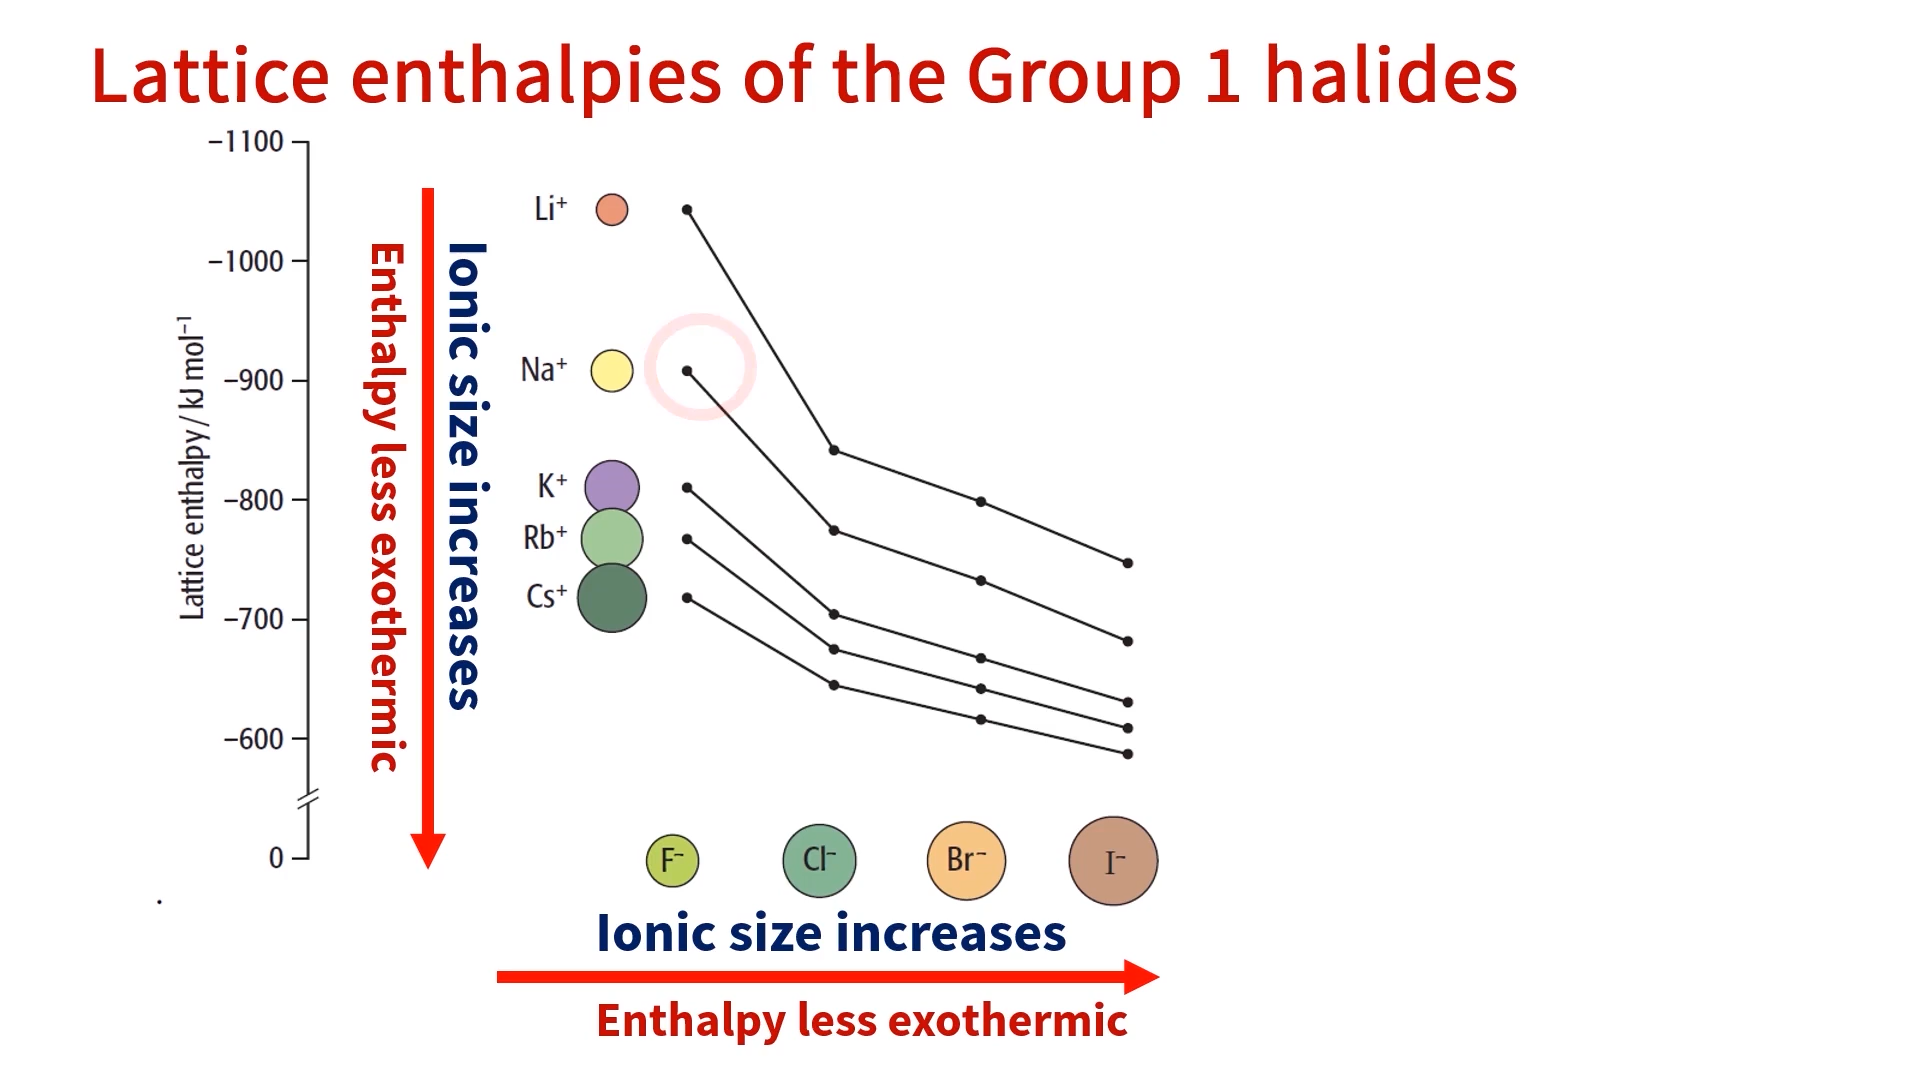 Lattice enthalpies of the Group 1 halides
–1100
–1000
–900
–800
–700
–600
0
Lattice enthalpy / kJ mol⁻¹
Enthalpy less exothermic
Ionic size increases
Li⁺
Na⁺
K⁺
Rb⁺
Cs⁺
F⁻
Cl⁻
Br⁻
I⁻
Ionic size increases
Enthalpy less exothermic